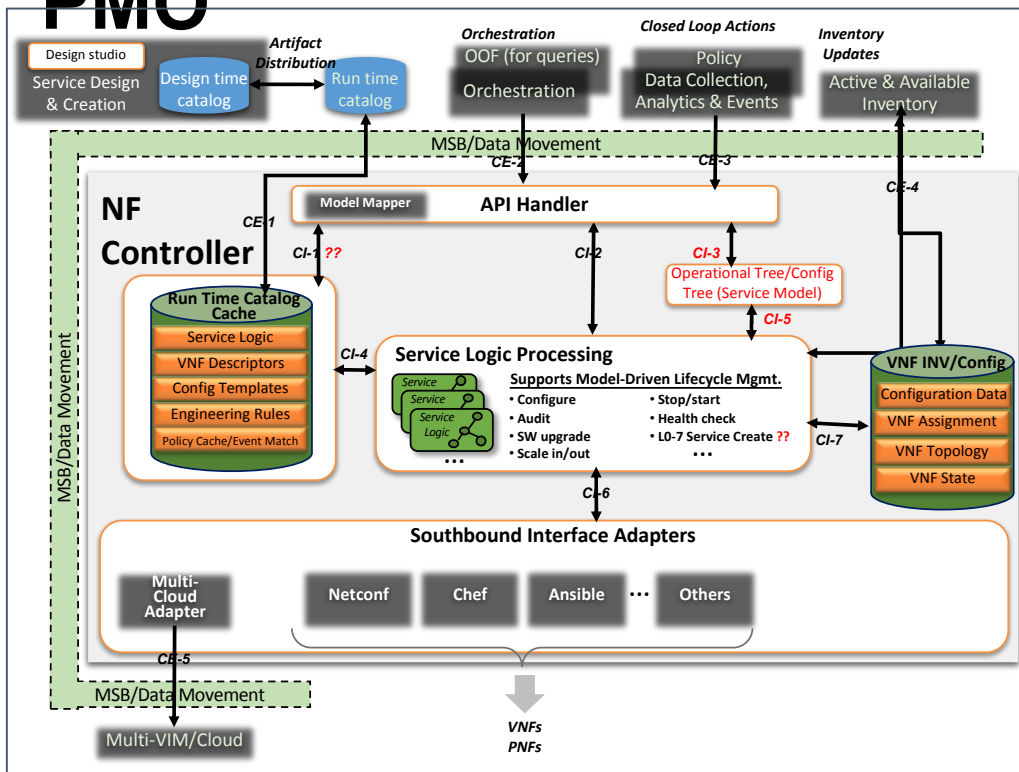 PMO
Design studio
Service Design
& Creation
Design time
catalog
Artifact
Distribution
Run time
catalog
Orchestration
OOF (for queries)
Orchestration
Closed Loop Actions
Policy
Data Collection,
Analytics & Events
Inventory
Updates
Active & Available
Inventory
MSB/Data Movement
CE-2
CE-3
CE-4
CE-1
NF
Controller
Model Mapper
API Handler
CI-1 ??
CI-2
CI-3
Operational Tree/Config
Tree (Service Model)
CI-5
Run Time Catalog
Cache
Service Logic
VNF Descriptors
Config Templates
Engineering Rules
Policy Cache/Event Match
CI-4
Service Logic Processing
Service
Service
Service
Logic
...
Supports Model-Driven Lifecycle Mgmt.
• Configure
• Audit
• SW upgrade
• Scale in/out
• Stop/start
• Health check
• L0-7 Service Create ??
...
CI-7
VNF INV/Config
Configuration Data
VNF Assignment
VNF Topology
VNF State
MSB/Data Movement
CI-6
Southbound Interface Adapters
Multi-
Cloud
Adapter
Netconf
Chef
Ansible
...
Others
CE-5
MSB/Data Movement
Multi-VIM/Cloud
VNFs
PNFs